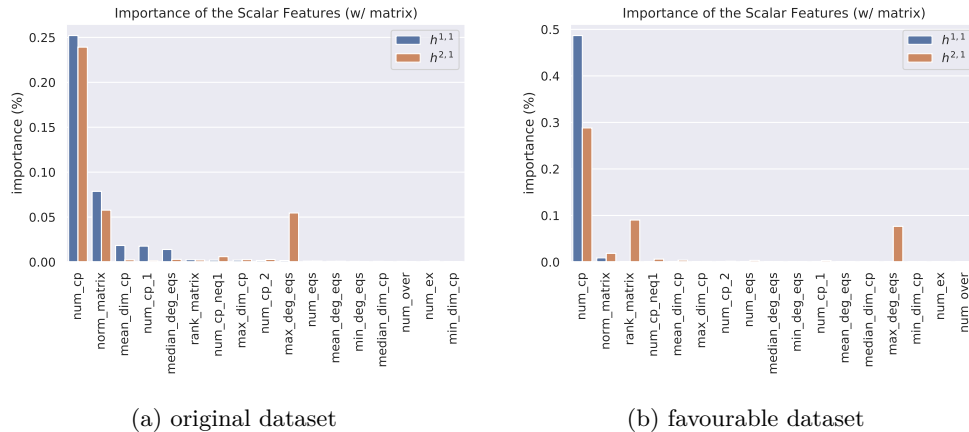 Importance of the Scalar Features (w/ matrix)
importance (%)
0.25
0.20
0.15
0.10
0.05
0.00
h^{1,1}
h^{2,1}
num_cp
norm_matrix
mean_dim_cp
num_cp_1
median_deg_eqs
rank_matrix
num_cp_neq1
max_dim_cp
num_cp_2
max_deg_eqs
num_eqs
mean_deg_eqs
min_deg_eqs
median_dim_cp
num_over
num_ex
min_dim_cp
(a) original dataset
Importance of the Scalar Features (w/ matrix)
importance (%)
0.5
0.4
0.3
0.2
0.1
0.0
h^{1,1}
h^{2,1}
num_cp
norm_matrix
rank_matrix
num_cp_neq1
mean_dim_cp
max_dim_cp
num_cp_2
num_eqs
median_deg_eqs
min_deg_eqs
num_cp_1
mean_deg_eqs
median_dim_cp
max_deg_eqs
min_dim_cp
num_ex
num_over
(b) favourable dataset